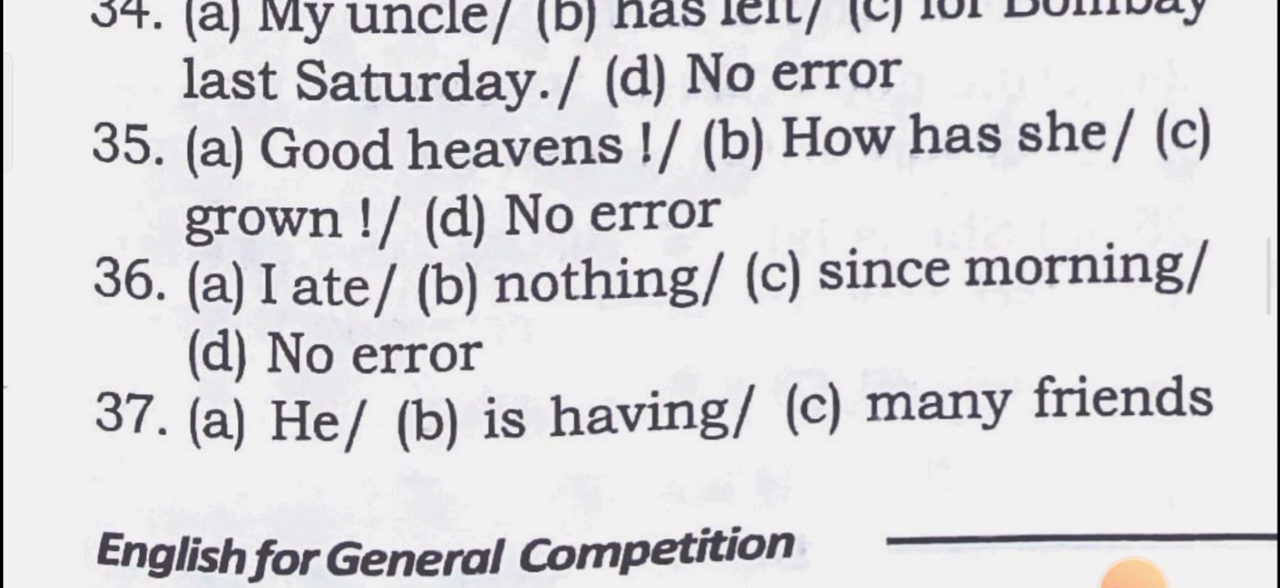 34. (a) My uncle/ (b) has left/ (c) for Bombay
last Saturday./ (d) No error
35. (a) Good heavens !/ (b) How has she/ (c)
grown !/ (d) No error
36. (a) I ate/ (b) nothing/ (c) since morning/
(d) No error
37. (a) He/ (b) is having/ (c) many friends
English for General Competition